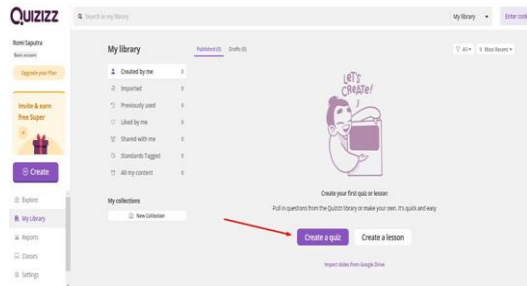 QUIZIZZ
Search in my library
My library
Enter code
Romi Saputra
Basic account
Upgrade your Plan
Invite & earn
free Super
Create
Explore
My Library
Reports
Classes
Settings
My library
Created by me 0
Imported 0
Previously used 0
Liked by me 0
Shared with me 0
Standards Tagged 0
All my content 0
My collections
New Collection
Published (0) Drafts (0)
All
Most Recent
LET'S
CREATE!
Create your first quiz or lesson
Pull in questions from the Quizizz library or make your own. It's quick and easy
Create a quiz
Create a lesson
Import slides from Google Drive